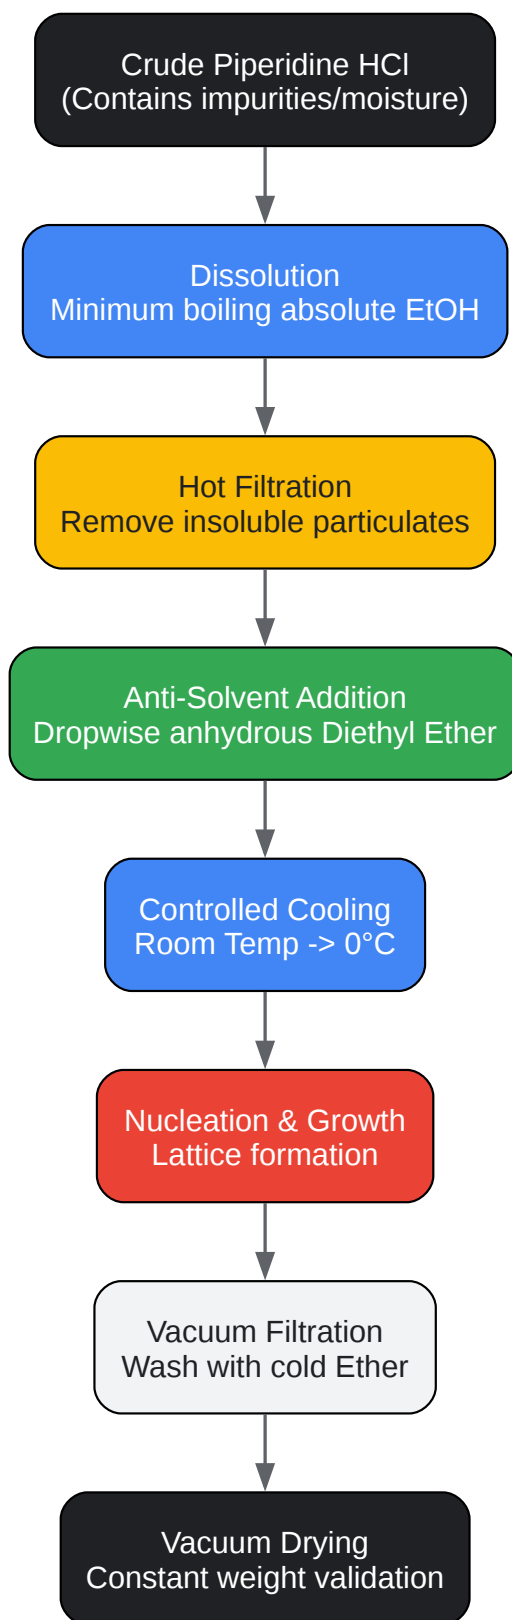 Crude Piperidine HCl
(Contains impurities/moisture)
Dissolution
Minimum boiling absolute EtOH
Hot Filtration
Remove insoluble particulates
Anti-Solvent Addition
Dropwise anhydrous Diethyl Ether
Controlled Cooling
Room Temp -> 0°C
Nucleation & Growth
Lattice formation
Vacuum Filtration
Wash with cold Ether
Vacuum Drying
Constant weight validation